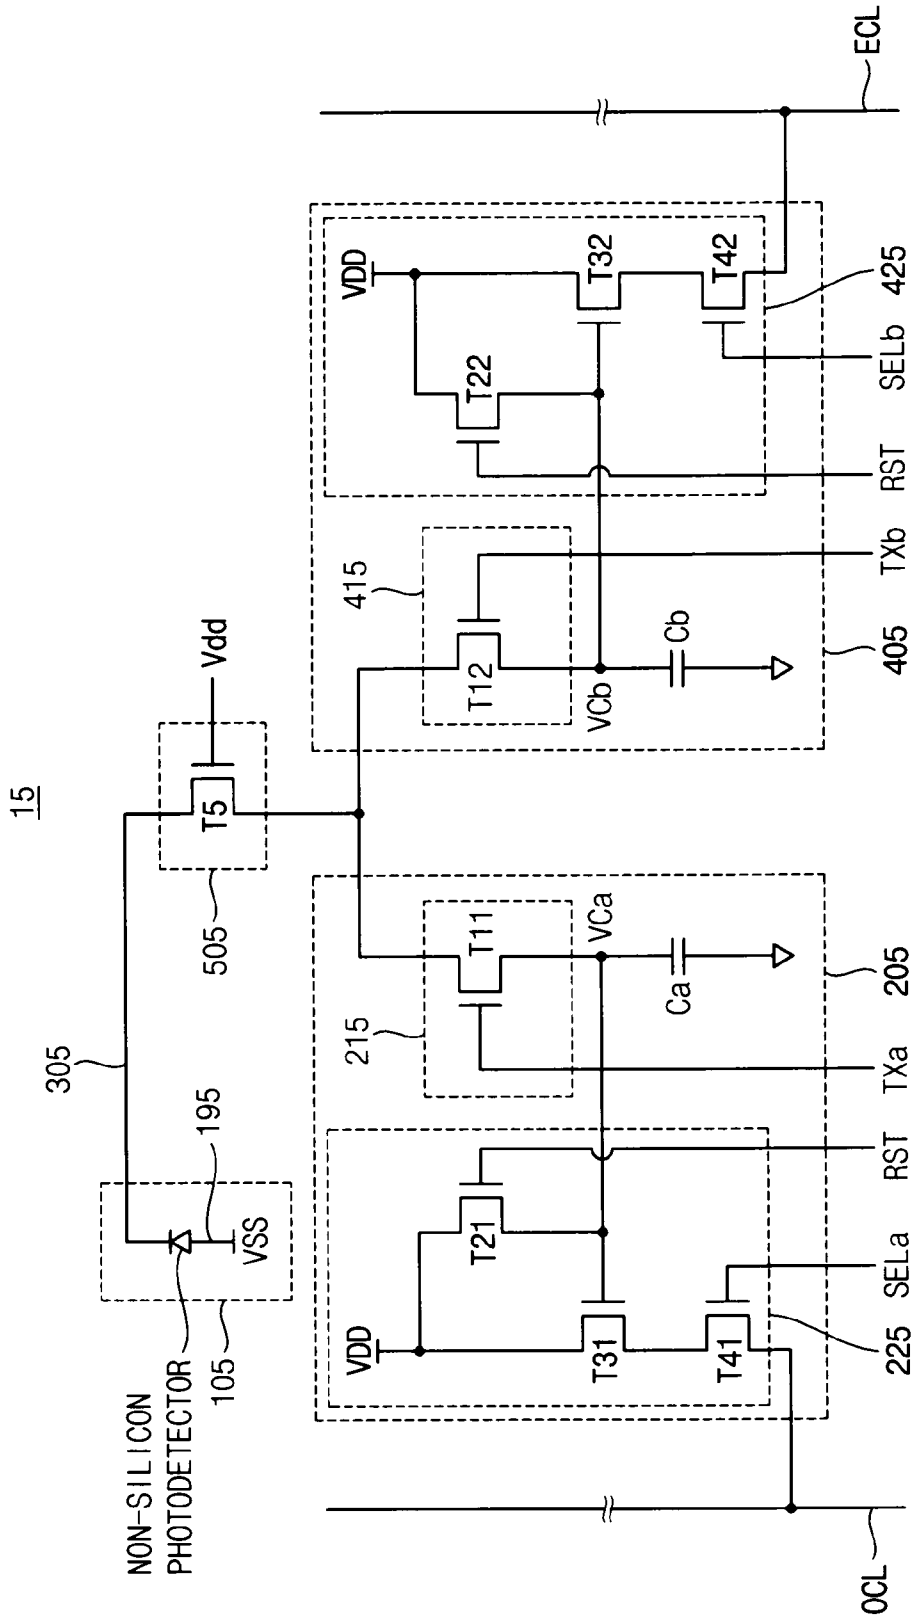 15
305
505
T5
Vdd
195
VSS
105
NON-SILICON
PHOTODETECTOR
215
T11
415
T12
VDD
T21
T22
VDD
VCa
VCb
T31
Ca
Cb
T32
T41
T42
225
205
405
425
OCL
SELa
RST
TXa
TXb
RST
SELb
ECL